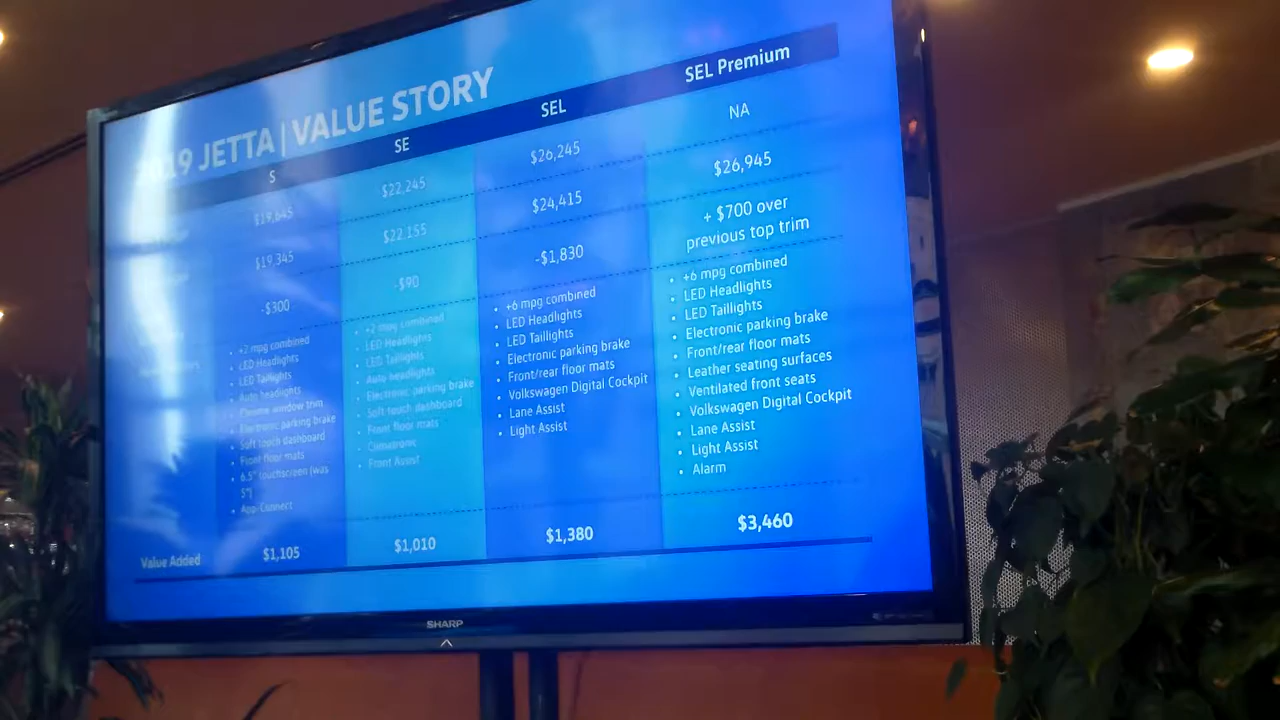 19 JETTA | VALUE STORY
S
SE
SEL
SEL Premium
$19,645
$22,245
$26,245
NA
$19,345
$22,155
$24,415
$26,945
-$300
-$90
-$1,830
+ $700 over
previous top trim
• +2 mpg combined
• LED Headlights
• LED Taillights
• Auto headlights
• Chrome window trim
• Electronic parking brake
• Soft touch dashboard
• Front floor mats
• 6.5" touchscreen (was
5")
• App-Connect
• +2 mpg combined
• LED Headlights
• LED Taillights
• Auto headlights
• Electronic parking brake
• Soft touch dashboard
• Front floor mats
• Climatronic
• Front Assist
• +6 mpg combined
• LED Headlights
• LED Taillights
• Electronic parking brake
• Front/rear floor mats
• Volkswagen Digital Cockpit
• Lane Assist
• Light Assist
• +6 mpg combined
• LED Headlights
• LED Taillights
• Electronic parking brake
• Front/rear floor mats
• Leather seating surfaces
• Ventilated front seats
• Volkswagen Digital Cockpit
• Lane Assist
• Light Assist
• Alarm
Value Added
$1,105
$1,010
$1,380
$3,460
SHARP